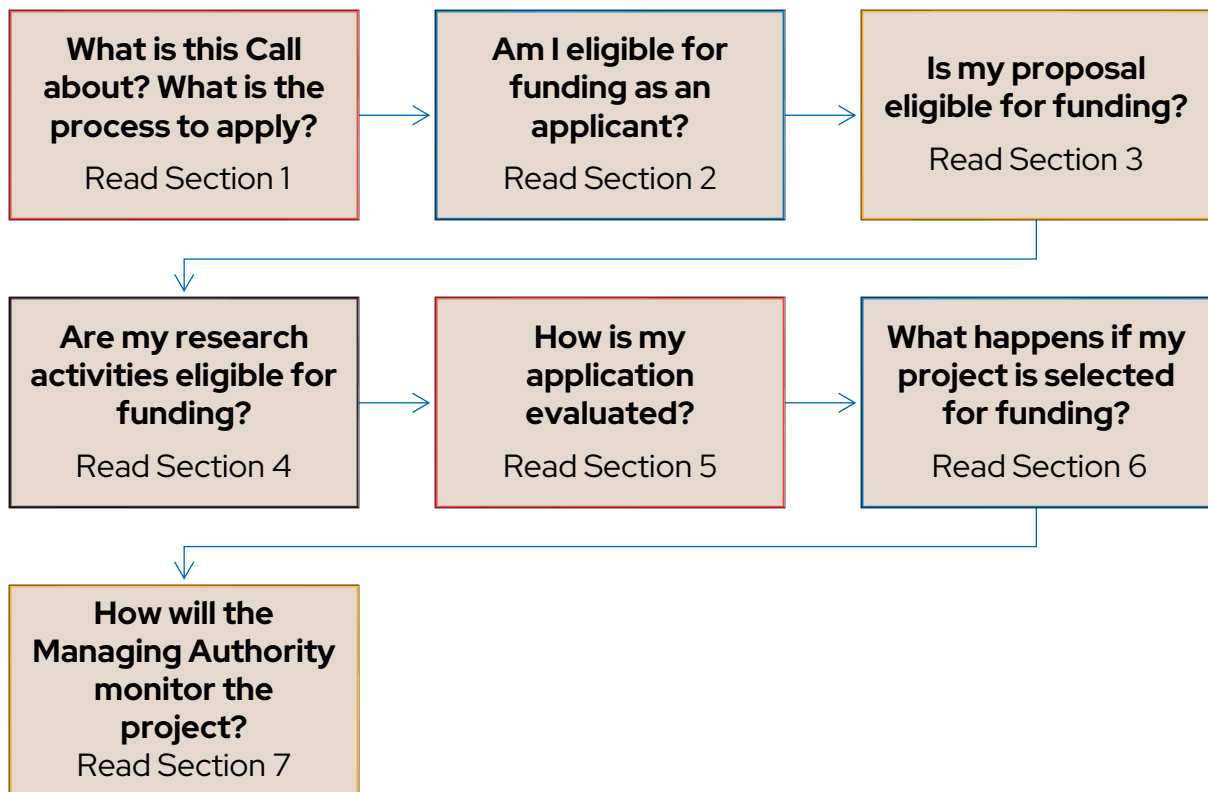 What is this Call
about? What is the
process to apply?
Read Section 1
Am I eligible for
funding as an
applicant?
Read Section 2
Is my proposal
eligible for funding?
Read Section 3
Are my research
activities eligible for
funding?
Read Section 4
How is my
application
evaluated?
Read Section 5
What happens if my
project is selected
for funding?
Read Section 6
How will the
Managing Authority
monitor the
project?
Read Section 7